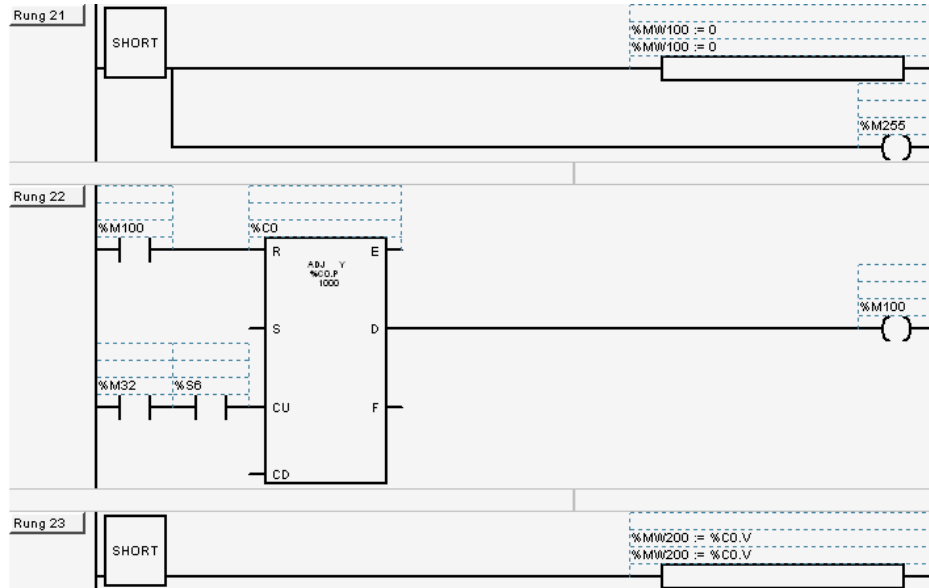 Rung 21
SHORT
%MW100 := 0
%MW100 := 0
%M255
Rung 22
%M100
%C0
R E
ADJ Y
%C0.P
1000
%M100
S D
%M32 %S6
CU F
CD
Rung 23
SHORT
%MW200 := %C0.V
%MW200 := %C0.V